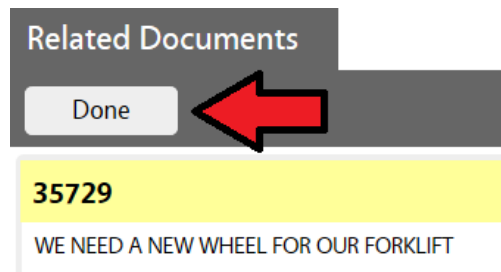 Related Documents
Done
35729
WE NEED A NEW WHEEL FOR OUR FORKLIFT